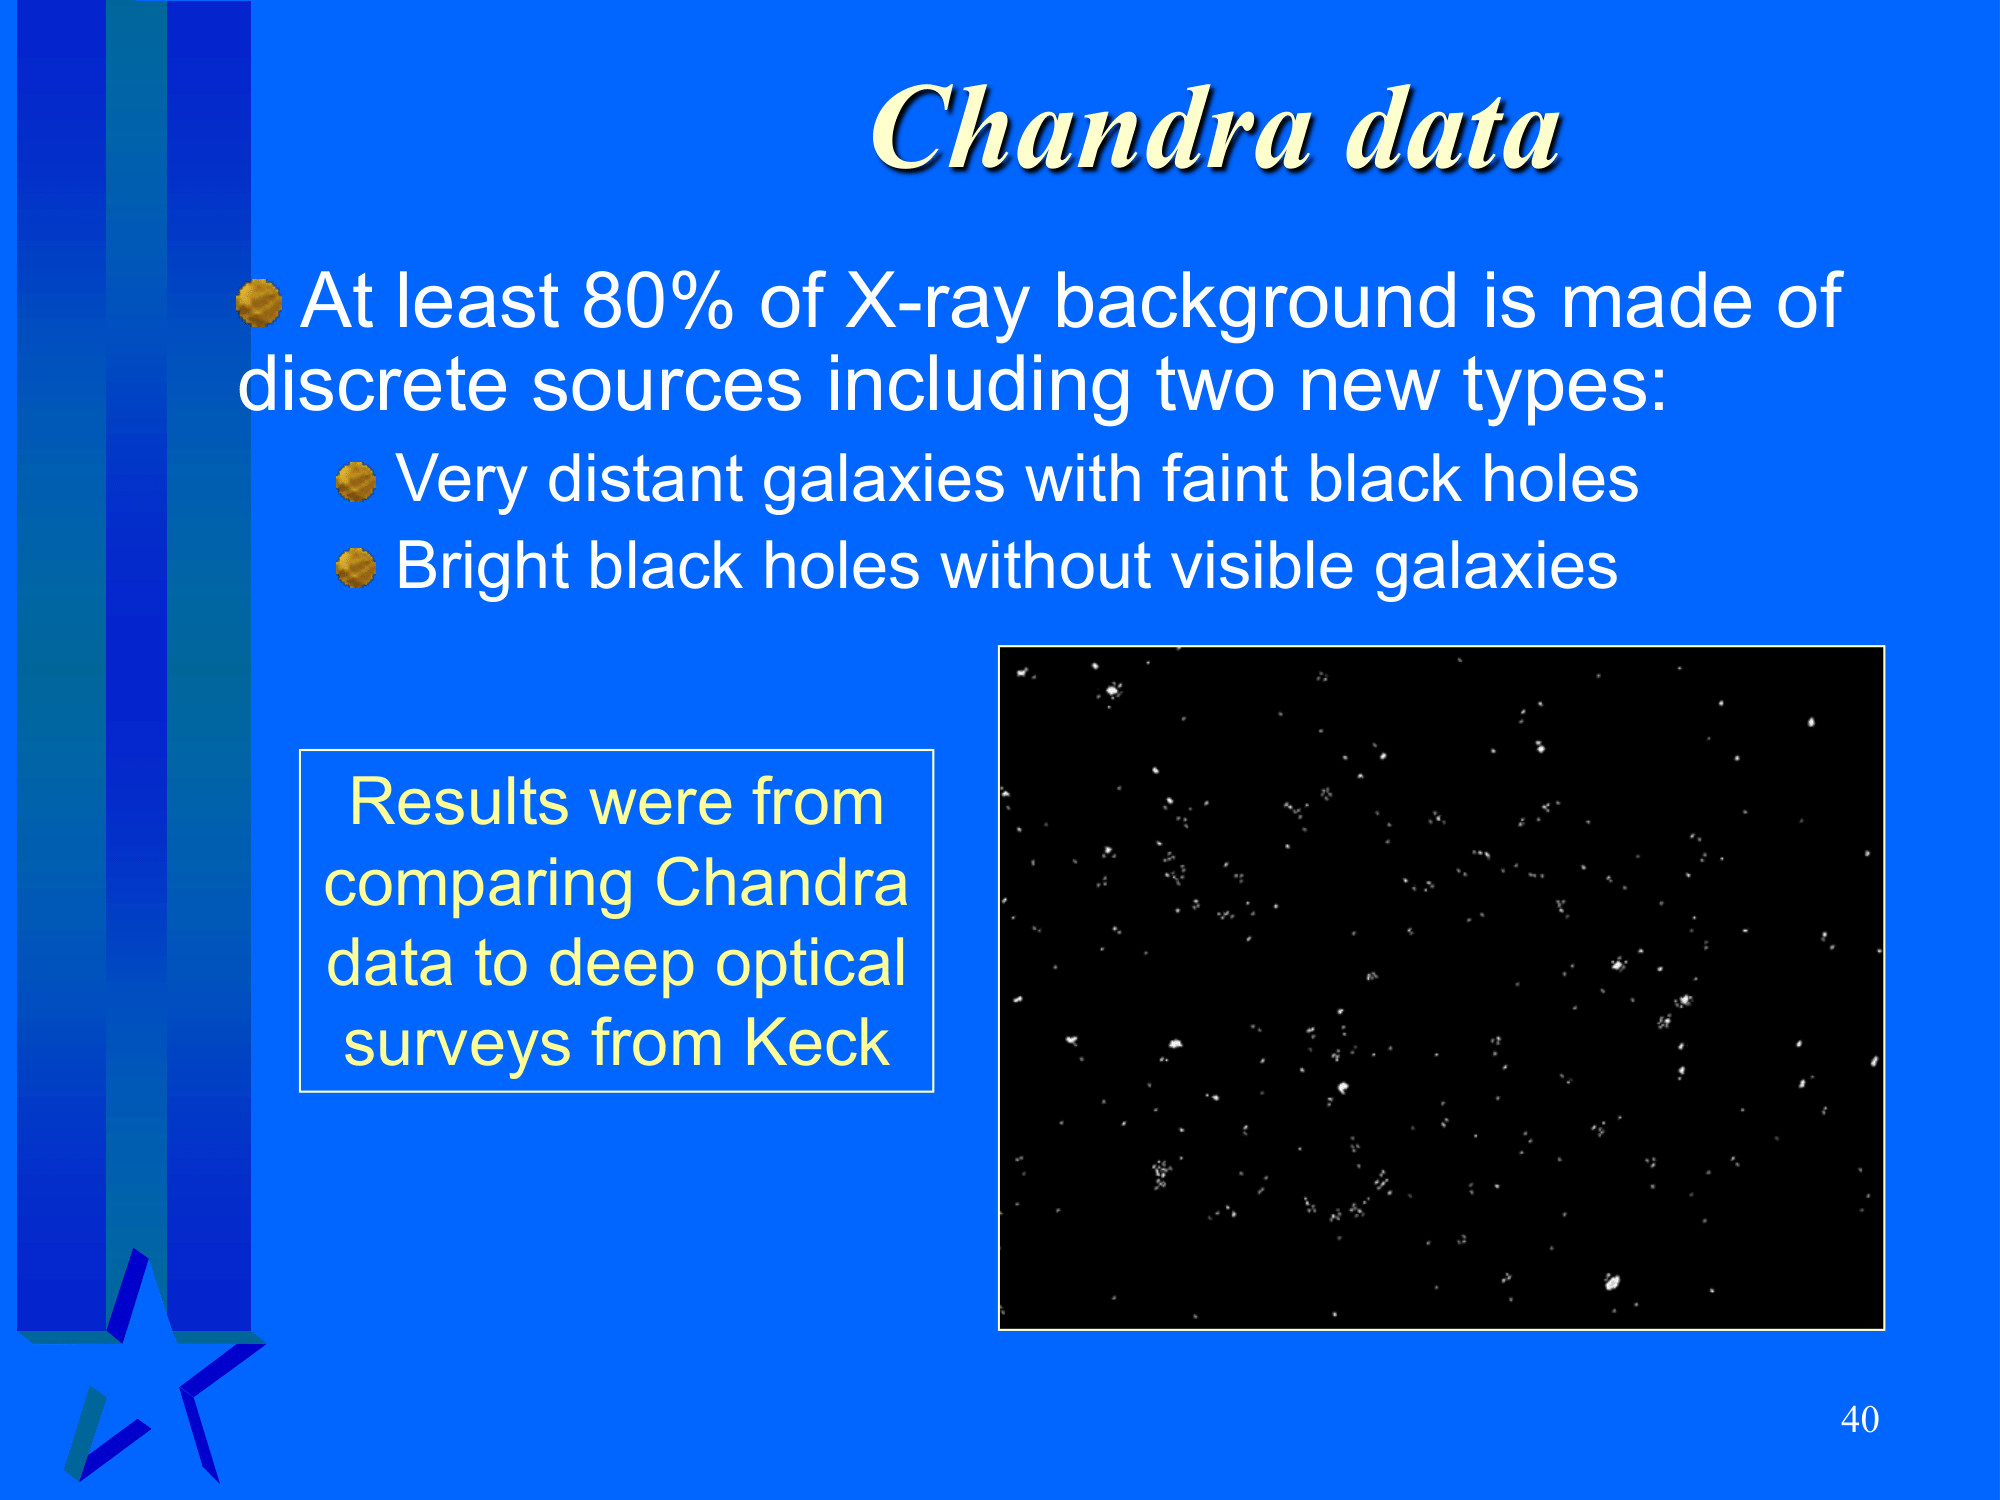 Chandra data
At least 80% of X-ray background is made of
discrete sources including two new types:
Very distant galaxies with faint black holes
Bright black holes without visible galaxies
Results were from
comparing Chandra
data to deep optical
surveys from Keck
40